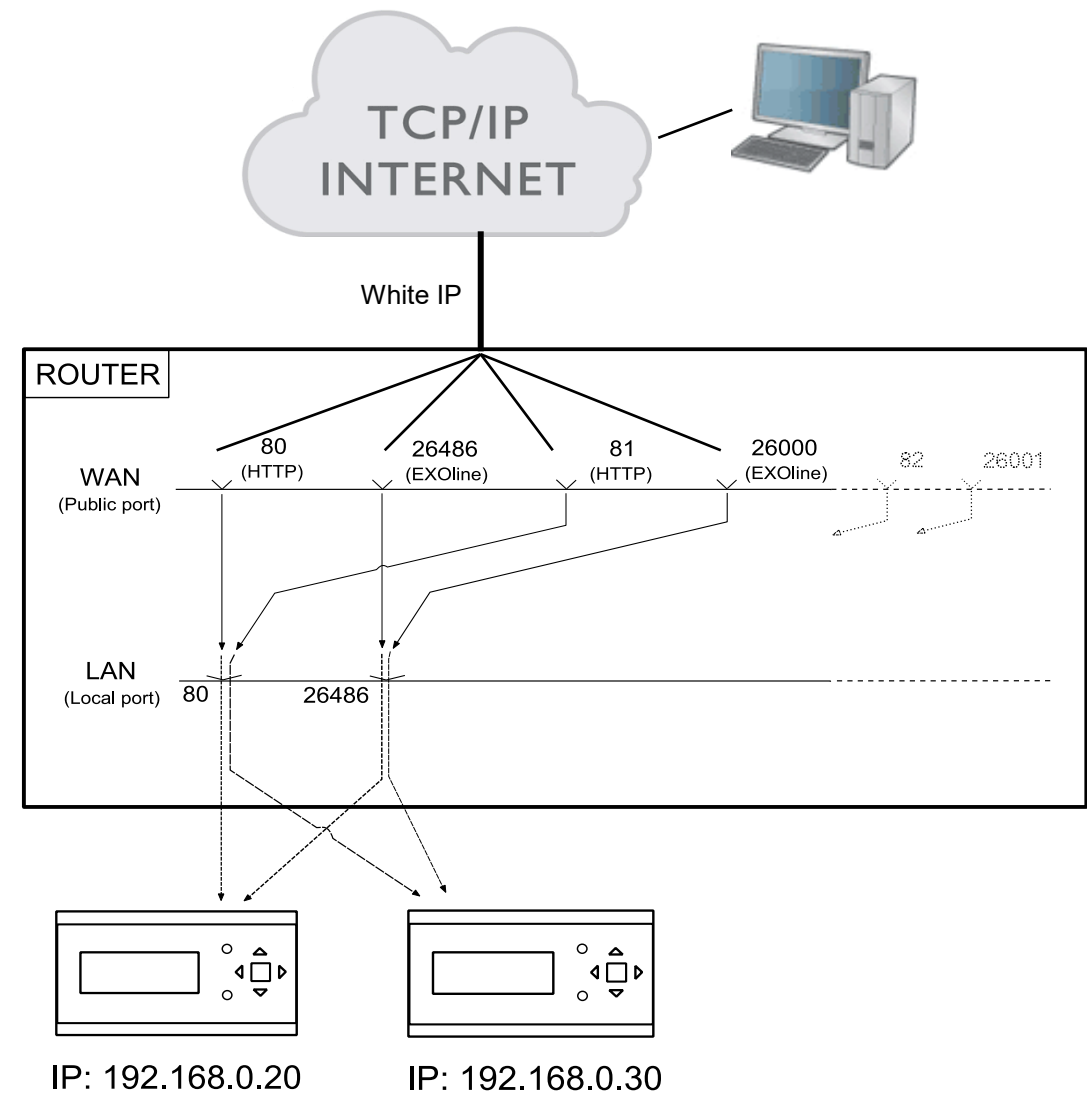 TCP/IP
INTERNET
White IP
ROUTER
80
(HTTP)
26486
(EXOline)
81
(HTTP)
26000
(EXOline)
82
26001
WAN
(Public port)
LAN
(Local port)
80
26486
IP: 192.168.0.20
IP: 192.168.0.30